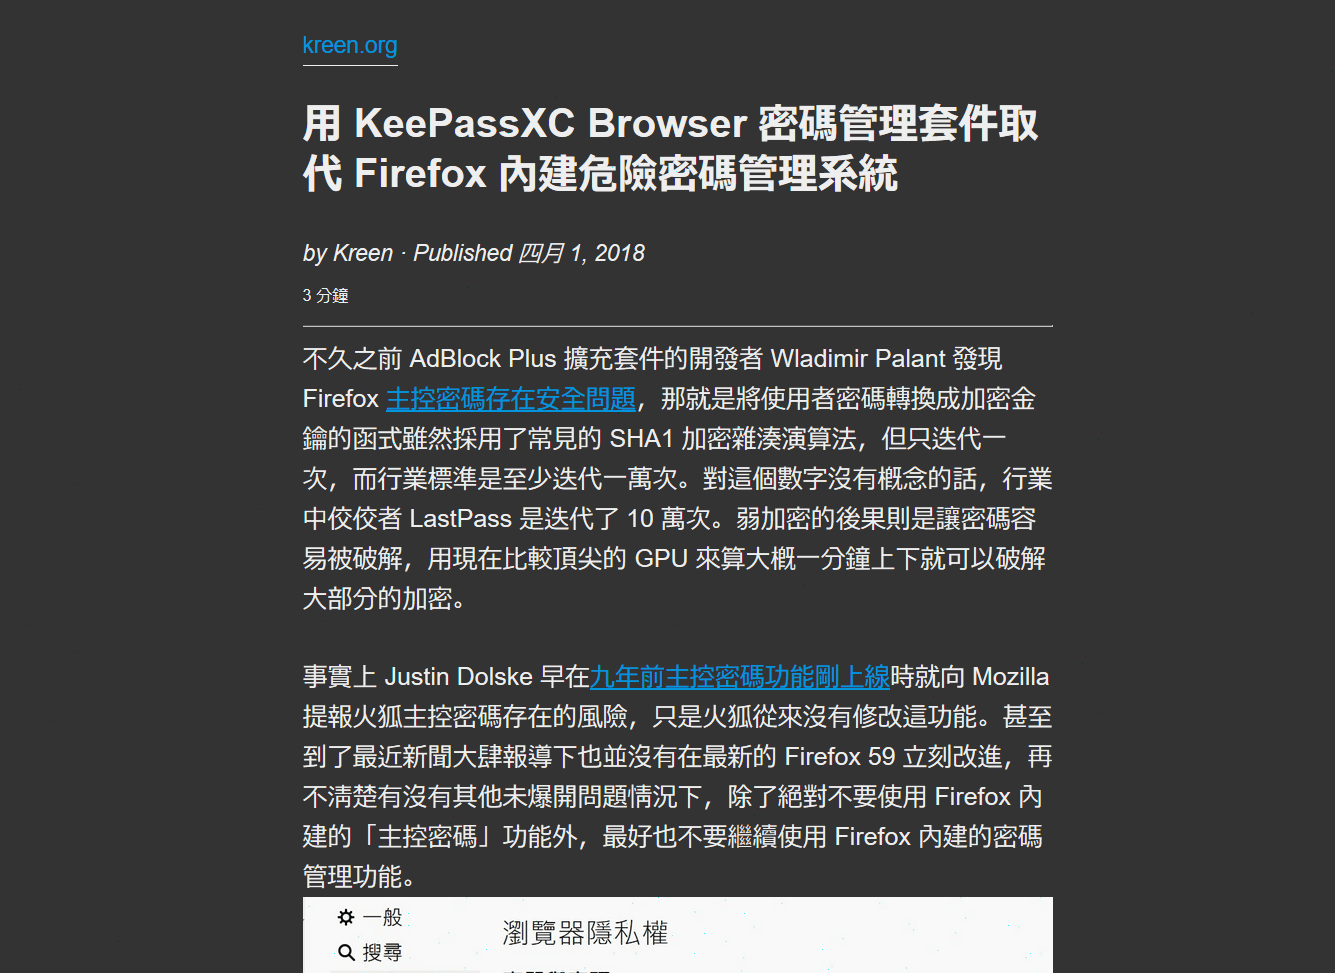 kreen.org
用 KeePassXC Browser 密碼管理套件取
代 Firefox 內建危險密碼管理系統
by Kreen · Published 四月 1, 2018
3 分鐘
不久之前 AdBlock Plus 擴充套件的開發者 Wladimir Palant 發現
Firefox 主控密碼存在安全問題，那就是將使用者密碼轉換成加密金
鑰的函式雖然採用了常見的 SHA1 加密雜湊演算法，但只迭代一
次，而行業標準是至少迭代一萬次。對這個數字沒有概念的話，行業
中佼佼者 LastPass 是迭代了 10 萬次。弱加密的後果則是讓密碼容
易被破解，用現在比較頂尖的 GPU 來算大概一分鐘上下就可以破解
大部分的加密。
事實上 Justin Dolske 早在九年前主控密碼功能剛上線時就向 Mozilla
提報火狐主控密碼存在的風險，只是火狐從來沒有修改這功能。甚至
到了最近新聞大肆報導下也並沒有在最新的 Firefox 59 立刻改進，再
不清楚有沒有其他未爆開問題情況下，除了絕對不要使用 Firefox 內
建的「主控密碼」功能外，最好也不要繼續使用 Firefox 內建的密碼
管理功能。
一般
瀏覽器隱私權
搜尋